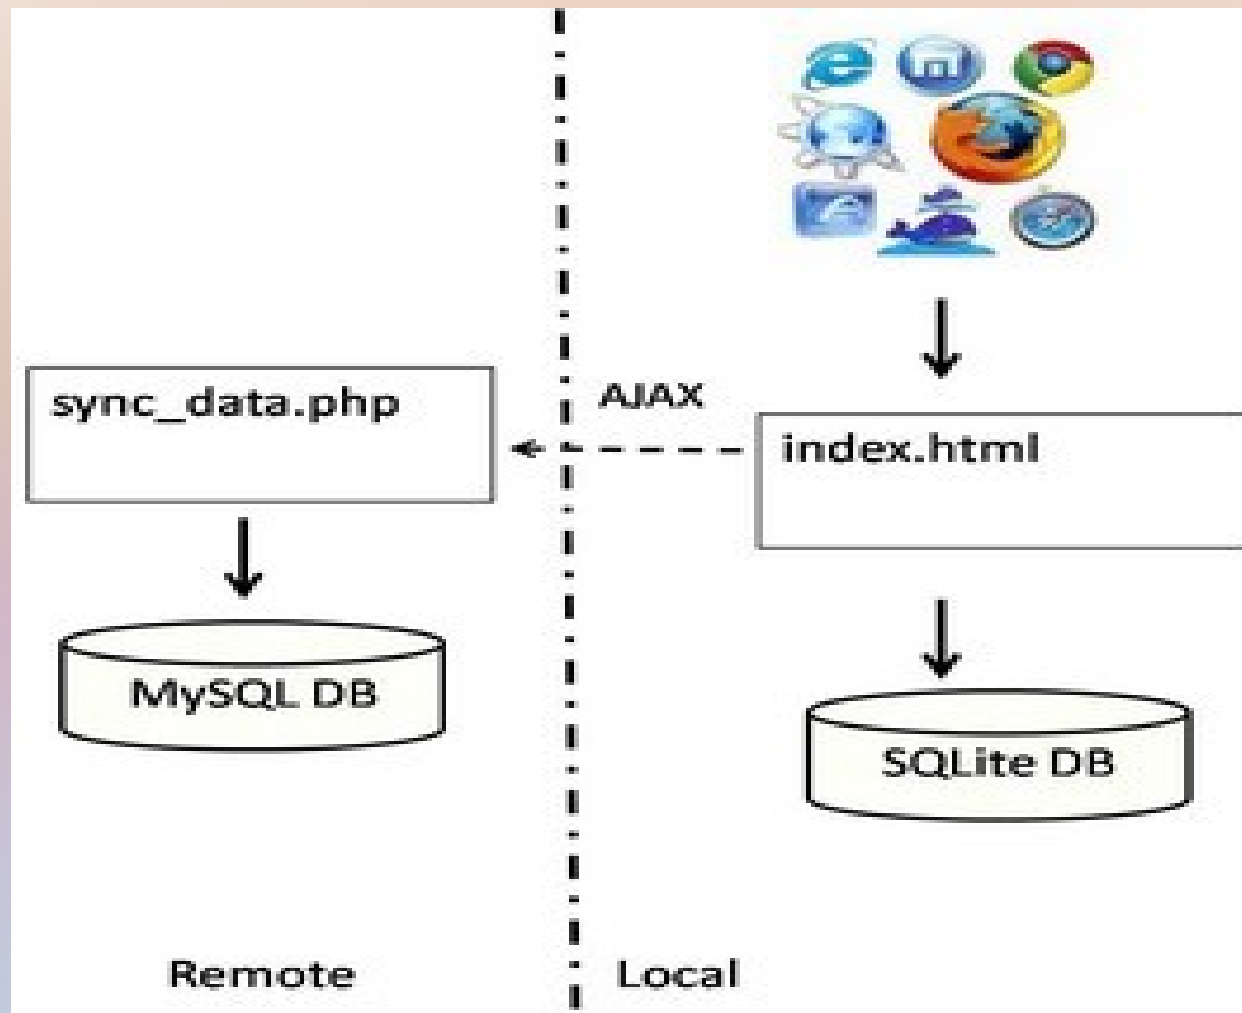 sync_data.php
AJAX
index.html
MySQL DB
SQLite DB
Remote
Local